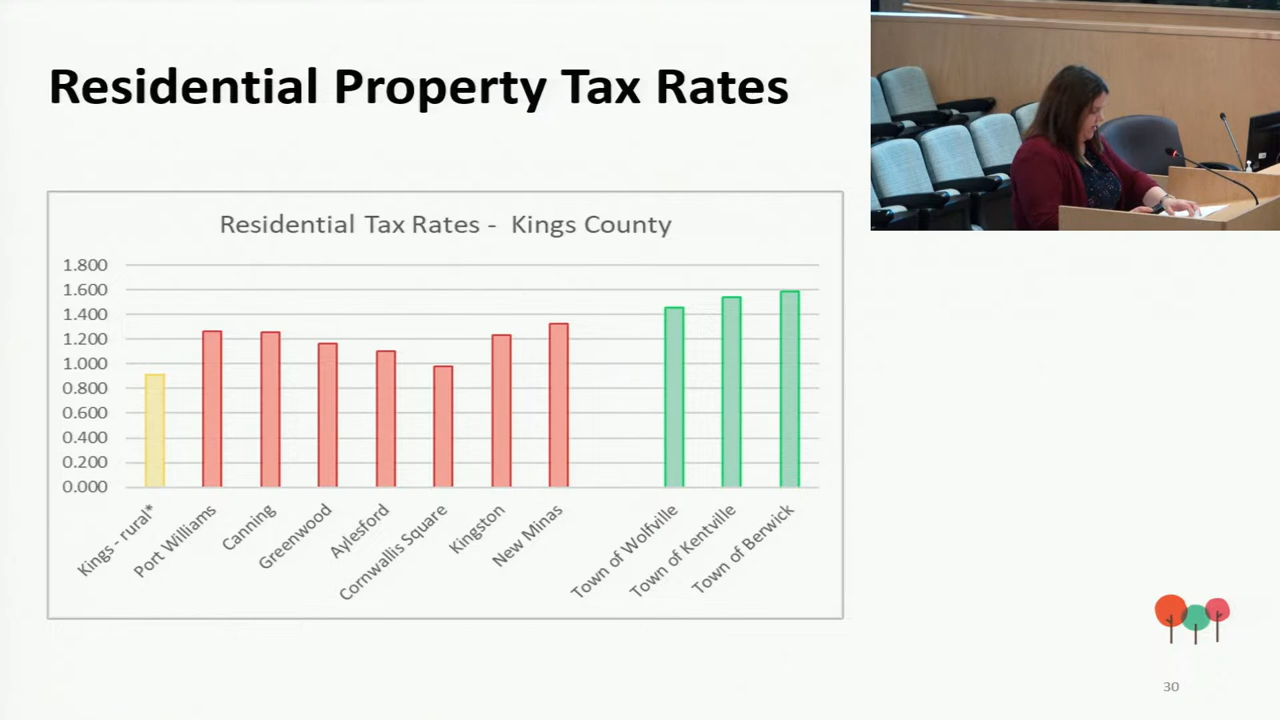 Residential Property Tax Rates
Residential Tax Rates - Kings County
1.800
1.600
1.400
1.200
1.000
0.800
0.600
0.400
0.200
0.000
Kings - rural*
Port Williams
Canning
Greenwood
Aylesford
Cornwallis Square
Kingston
New Minas
Town of Wolfville
Town of Kentville
Town of Berwick
30